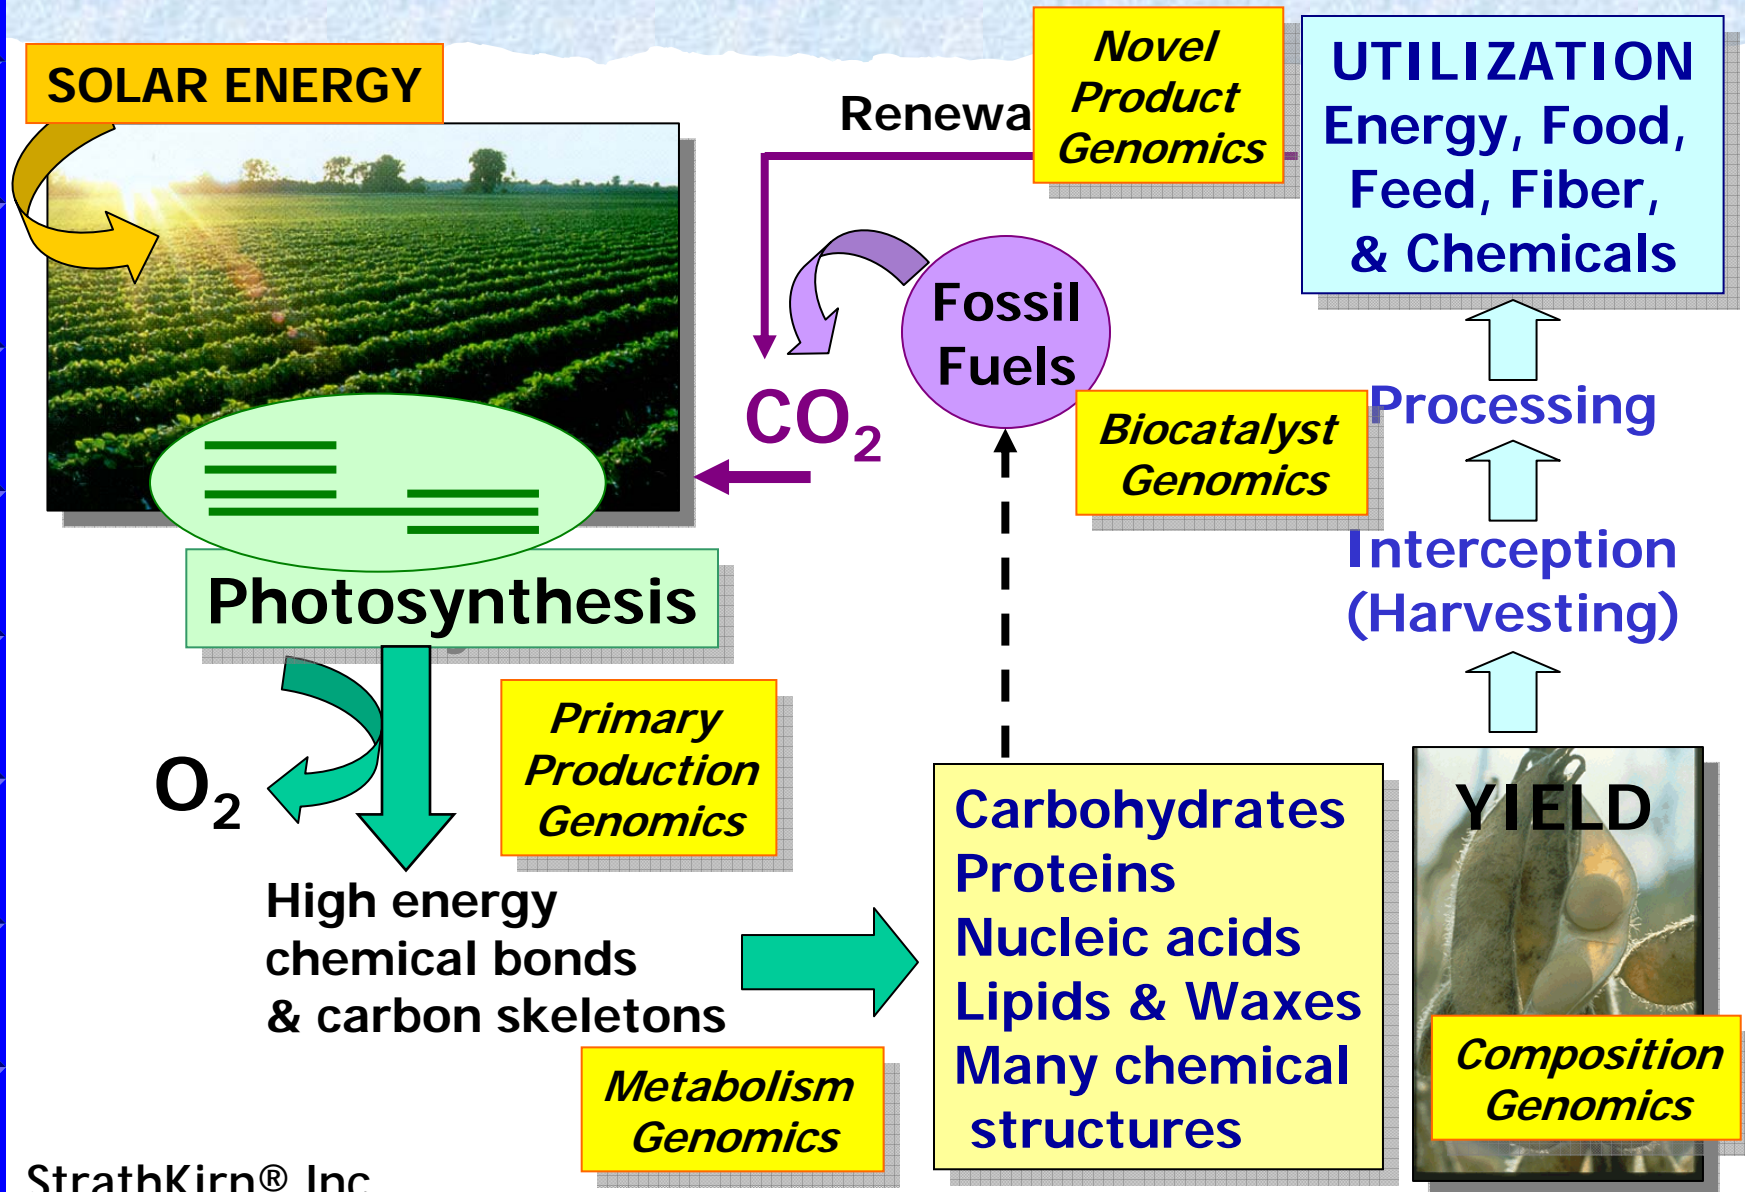 SOLAR ENERGY
Novel
Product
Genomics
UTILIZATION
Energy, Food,
Feed, Fiber,
& Chemicals
Fossil
Fuels
CO₂
Biocatalyst
Genomics
Processing
Interception
(Harvesting)
Photosynthesis
O₂
Primary
Production
Genomics
High energy
chemical bonds
& carbon skeletons
Metabolism
Genomics
Carbohydrates
Proteins
Nucleic acids
Lipids & Waxes
Many chemical
structures
YIELD
Composition
Genomics
StrathKirn® Inc